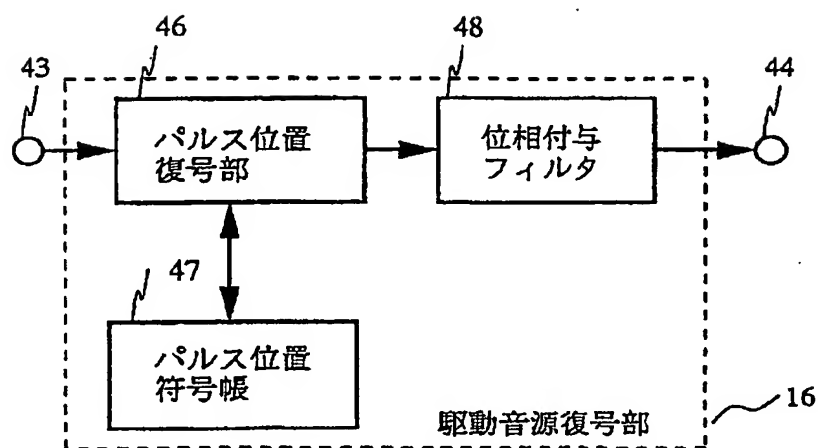 46
48
43
44
パルス位置
復号部
位相付与
フィルタ
47
パルス位置
符号帳
駆動音源復号部
16